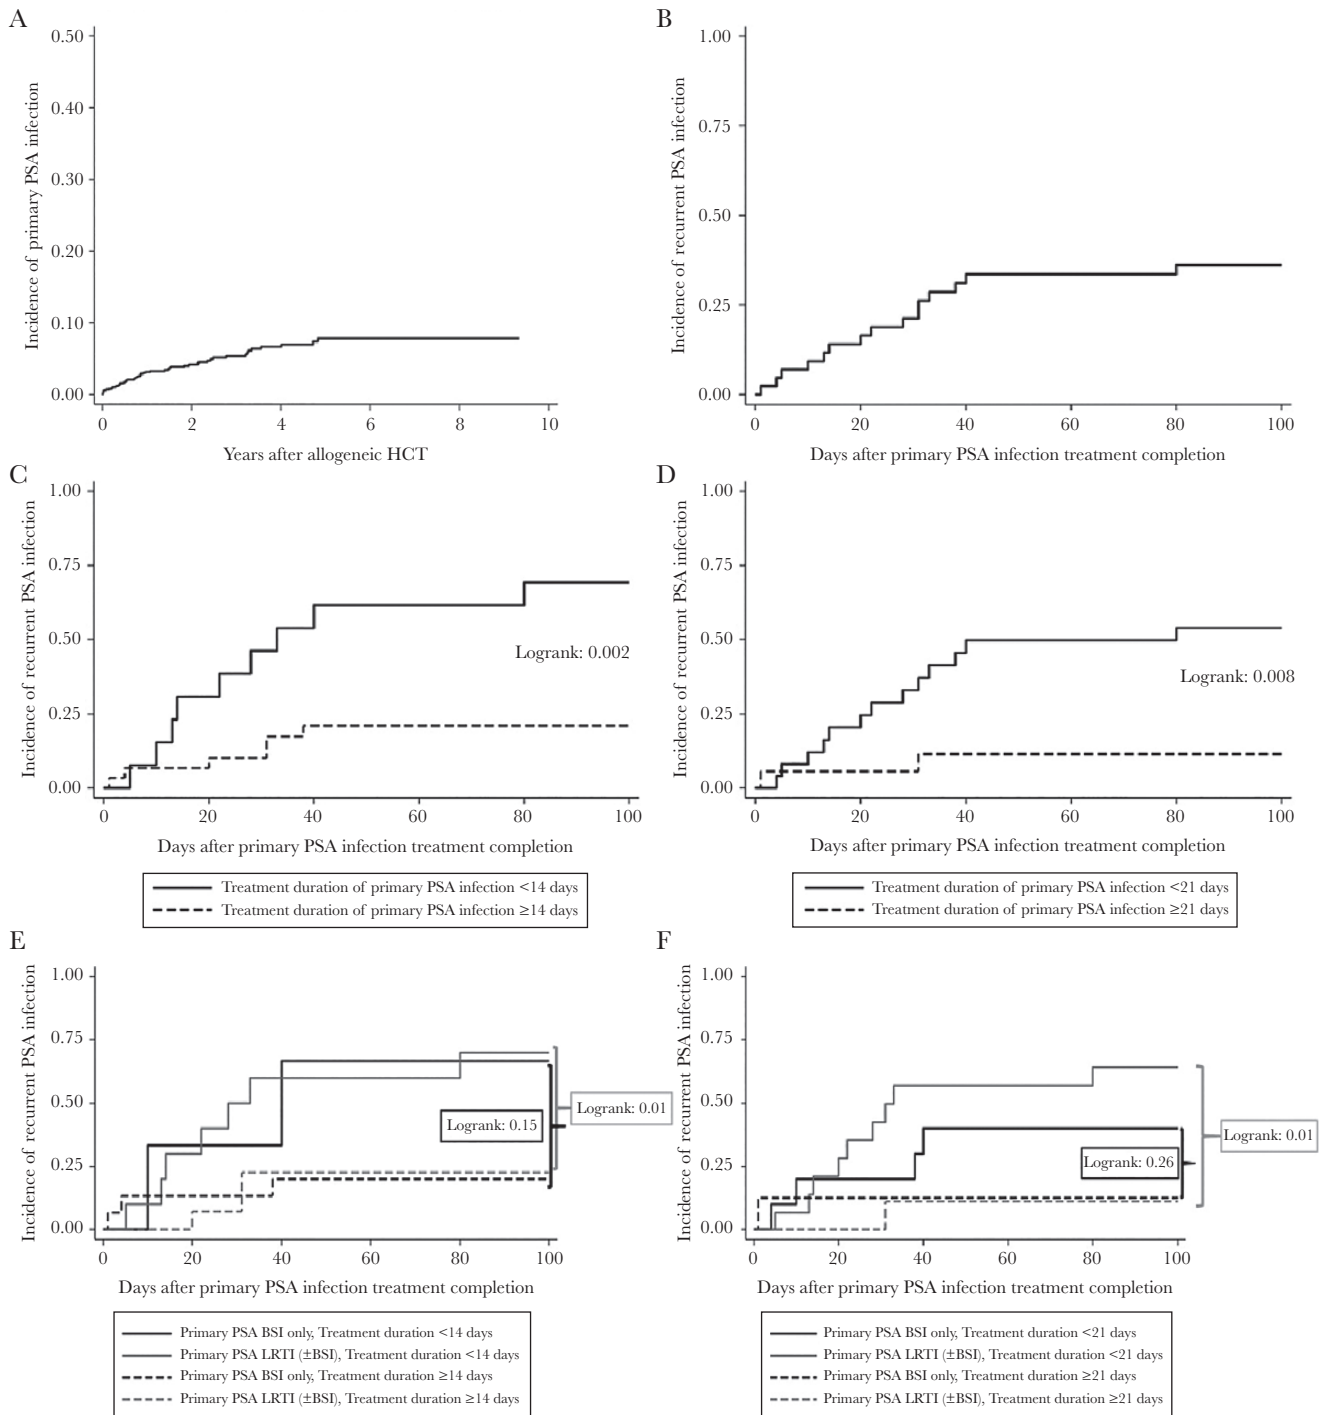 A
Incidence of primary PSA infection
0.50
0.40
0.30
0.20
0.10
0.00
0 2 4 6 8 10
Years after allogeneic HCT
B
Incidence of recurrent PSA infection
1.00
0.75
0.50
0.25
0.00
0 20 40 60 80 100
Days after primary PSA infection treatment completion
C
Incidence of recurrent PSA infection
1.00
0.75
0.50
0.25
0.00
Logrank: 0.002
0 20 40 60 80 100
Days after primary PSA infection treatment completion
Treatment duration of primary PSA infection <14 days
Treatment duration of primary PSA infection ≥14 days
D
Incidence of recurrent PSA infection
1.00
0.75
0.50
0.25
0.00
Logrank: 0.008
0 20 40 60 80 100
Days after primary PSA infection treatment completion
Treatment duration of primary PSA infection <21 days
Treatment duration of primary PSA infection ≥21 days
E
Incidence of recurrent PSA infection
1.00
0.75
0.50
0.25
0.00
Logrank: 0.15
Logrank: 0.01
0 20 40 60 80 100
Days after primary PSA infection treatment completion
Primary PSA BSI only, Treatment duration <14 days
Primary PSA LRTI (±BSI), Treatment duration <14 days
Primary PSA BSI only, Treatment duration ≥14 days
Primary PSA LRTI (±BSI), Treatment duration ≥14 days
F
Incidence of recurrent PSA infection
1.00
0.75
0.50
0.25
0.00
Logrank: 0.26
Logrank: 0.01
0 20 40 60 80 100
Days after primary PSA infection treatment completion
Primary PSA BSI only, Treatment duration <21 days
Primary PSA LRTI (±BSI), Treatment duration <21 days
Primary PSA BSI only, Treatment duration ≥21 days
Primary PSA LRTI (±BSI), Treatment duration ≥21 days